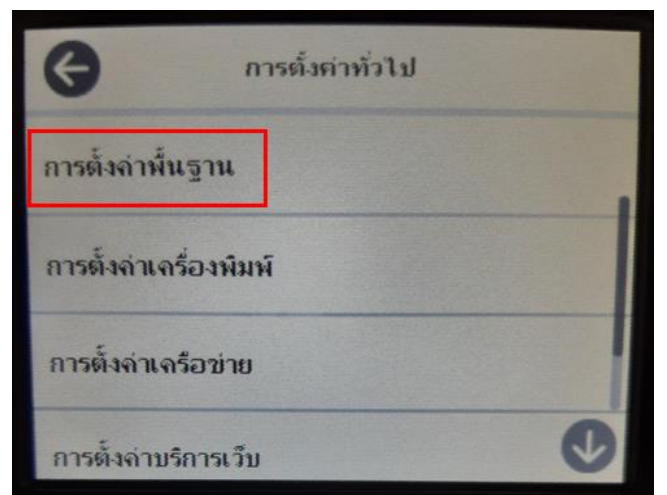 การตั้งค่าทั่วไป
การตั้งค่าพื้นฐาน
การตั้งค่าเครื่องพิมพ์
การตั้งค่าเครือข่าย
การตั้งค่าบริการเว็บ